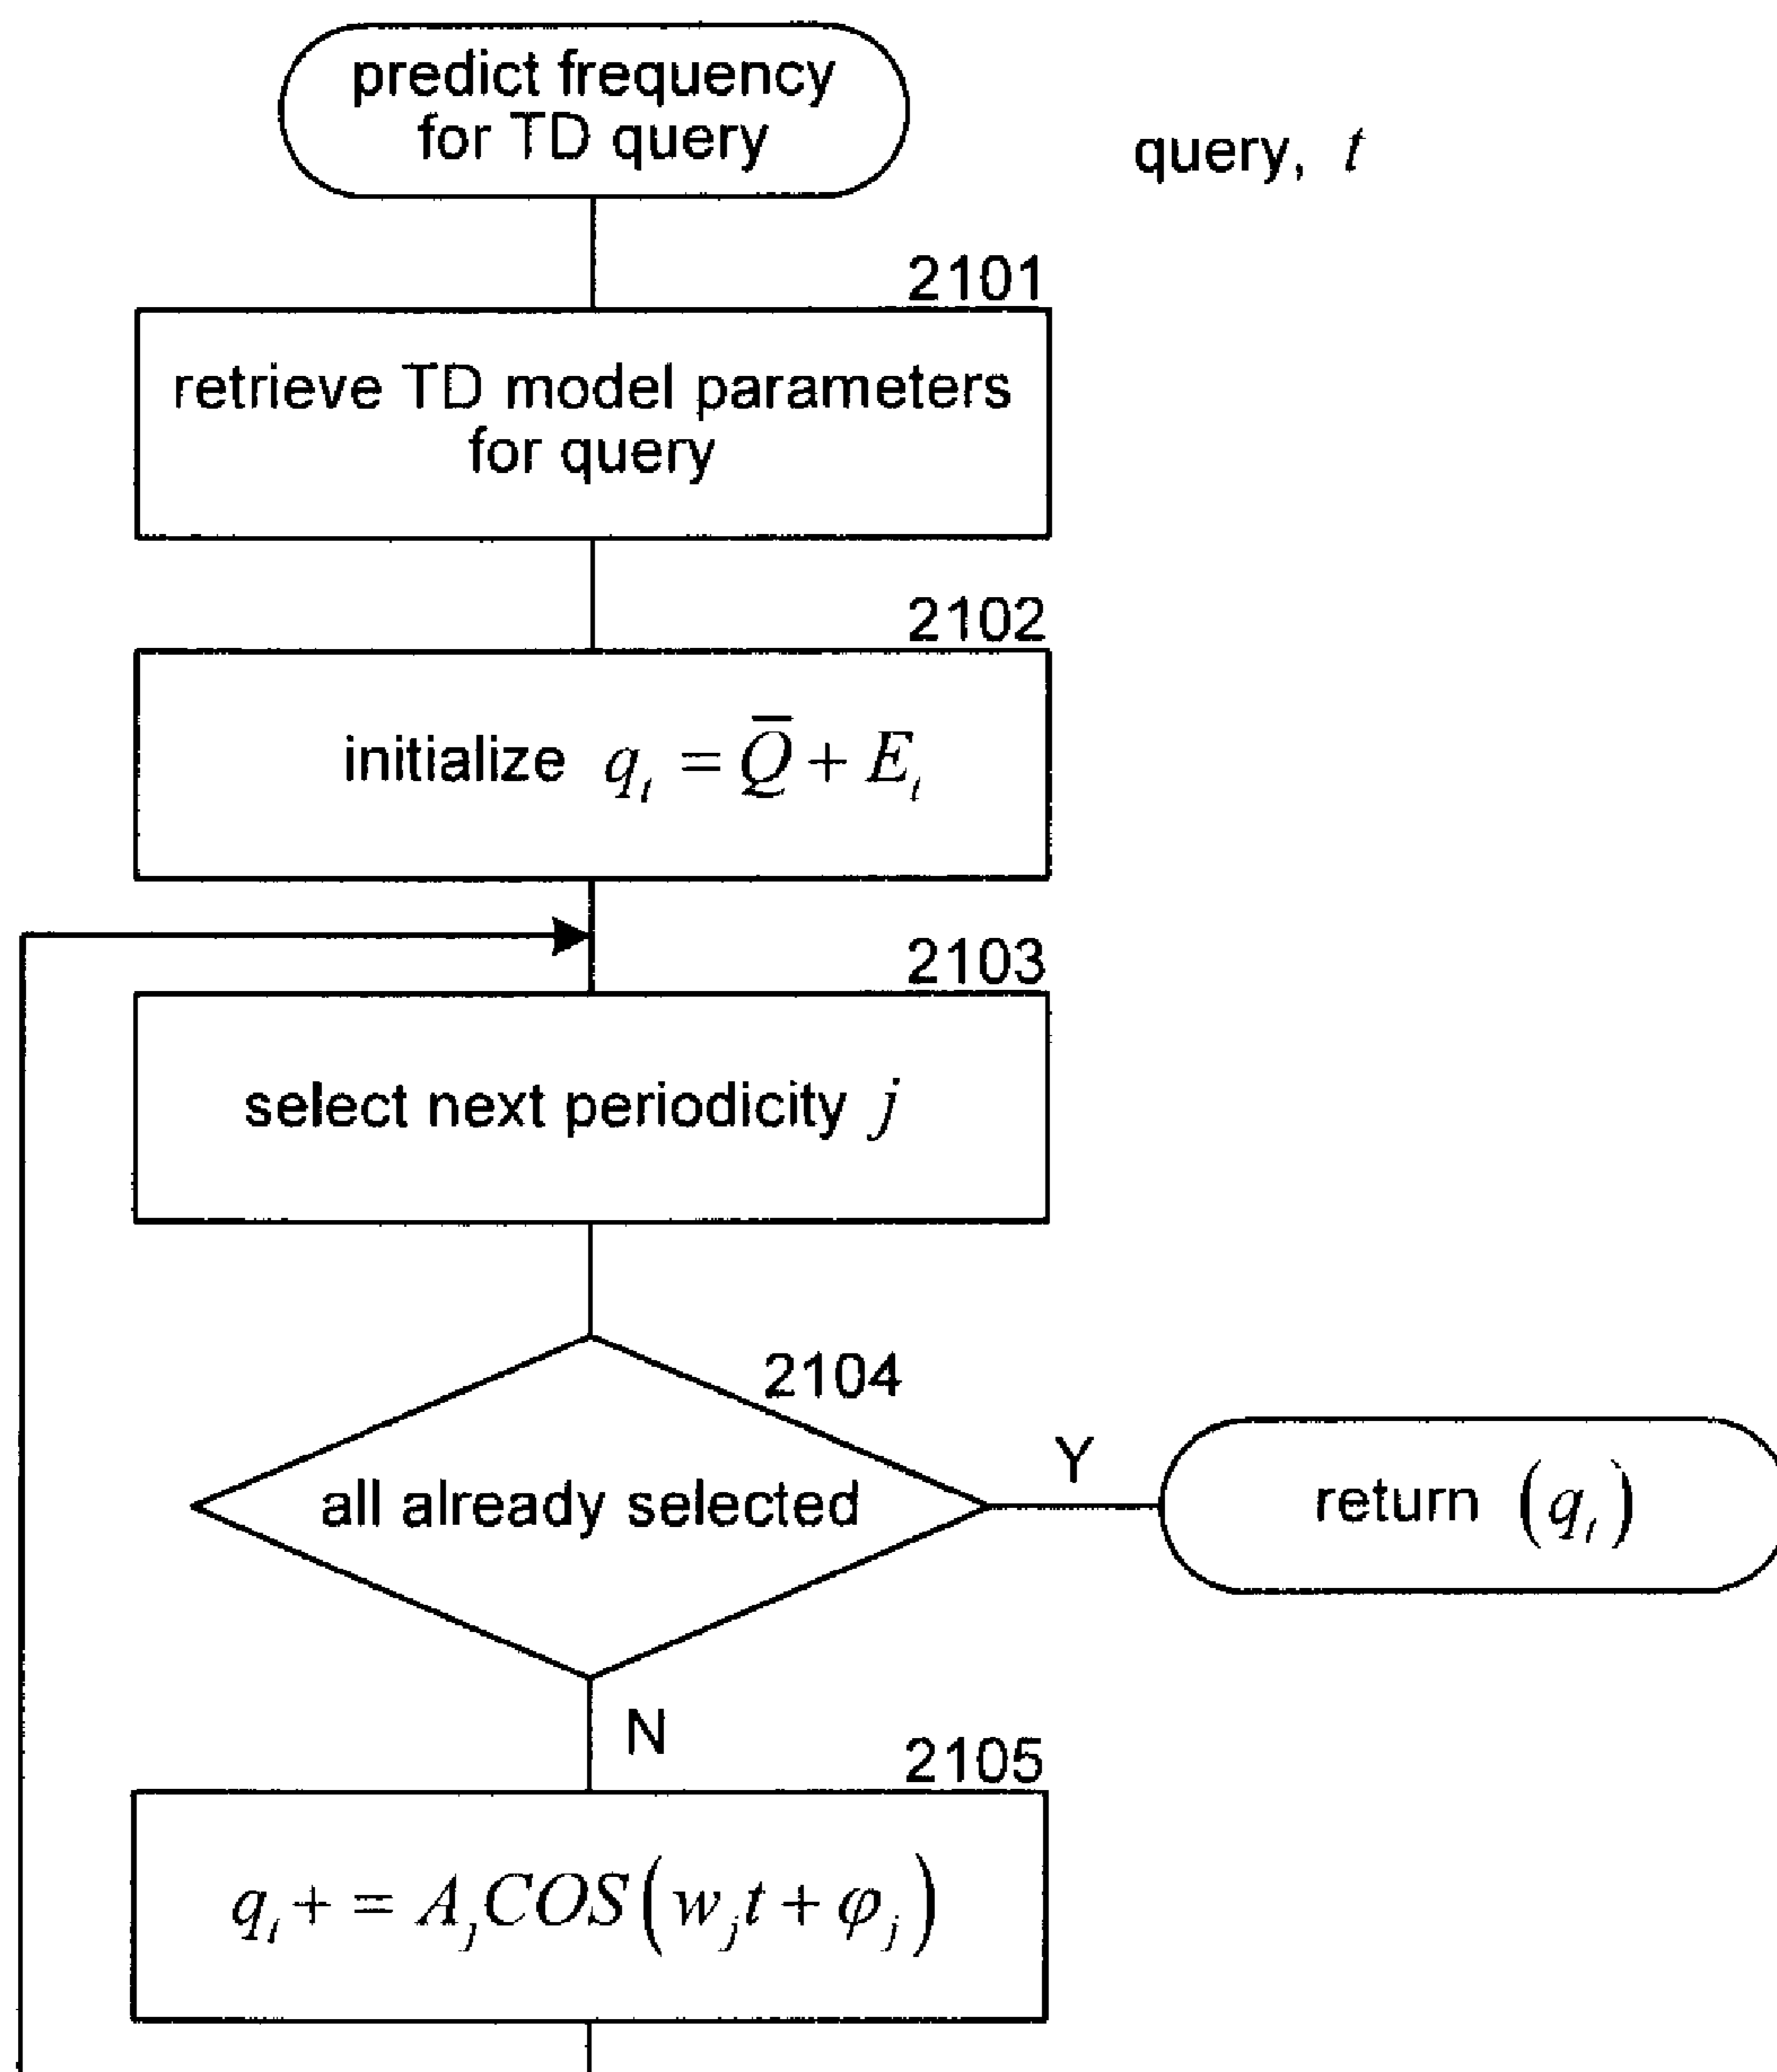 predict frequency
for TD query
query, t
2101
retrieve TD model parameters
for query
2102
initialize q_t = Q̅ + E_t
2103
select next periodicity j
2104
all already selected
Y
return (q_t)
N
2105
q_t + = A_j COS(w_j t + φ_j)